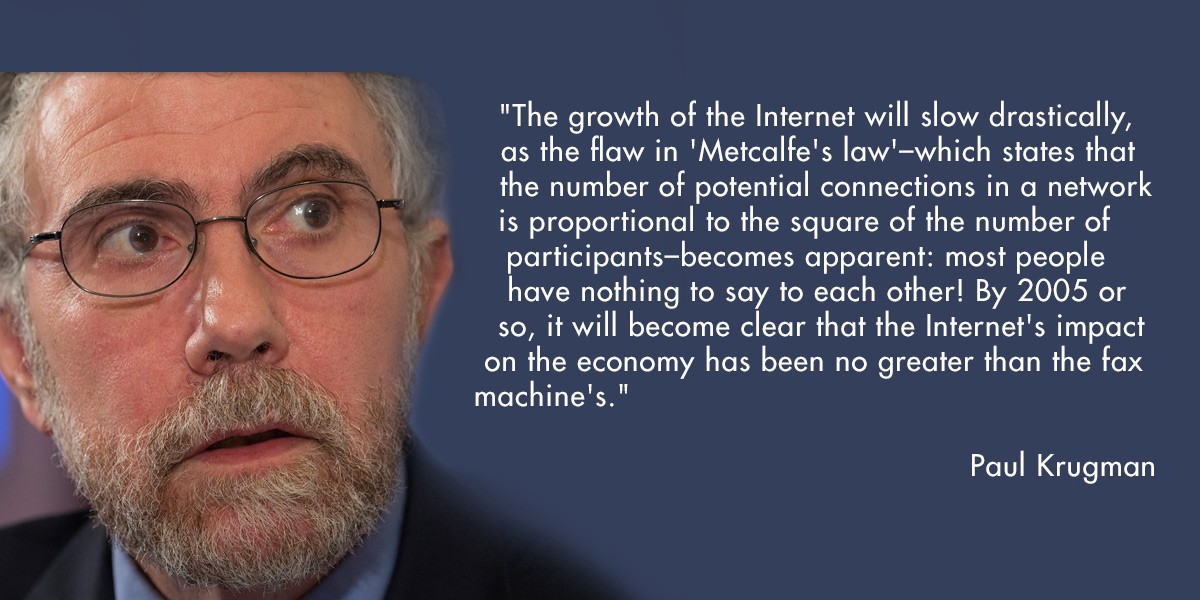 "The growth of the Internet will slow drastically,
as the flaw in 'Metcalfe's law'–which states that
the number of potential connections in a network
is proportional to the square of the number of
participants–becomes apparent: most people
have nothing to say to each other! By 2005 or
so, it will become clear that the Internet's impact
on the economy has been no greater than the fax
machine's."
Paul Krugman